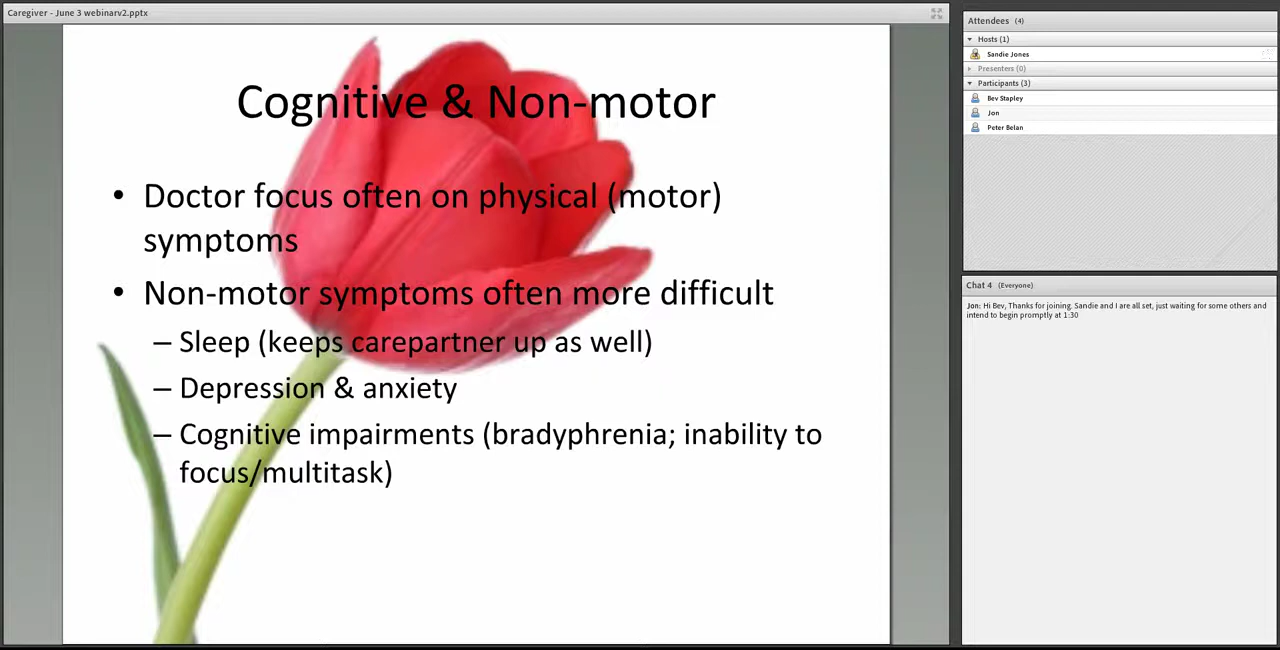 Caregiver - June 3 webinarv2.pptx
Cognitive & Non-motor
• Doctor focus often on physical (motor)
symptoms
• Non-motor symptoms often more difficult
– Sleep (keeps carepartner up as well)
– Depression & anxiety
– Cognitive impairments (bradyphrenia; inability to
focus/multitask)
Attendees (4)
Hosts (1)
Sandie Jones
Presenters (0)
Participants (3)
Bev Stapley
Jon
Peter Belan
Chat 4 (Everyone)
Jon: Hi Bev, Thanks for joining. Sandie and I are all set, just waiting for some others and
intend to begin promptly at 1:30